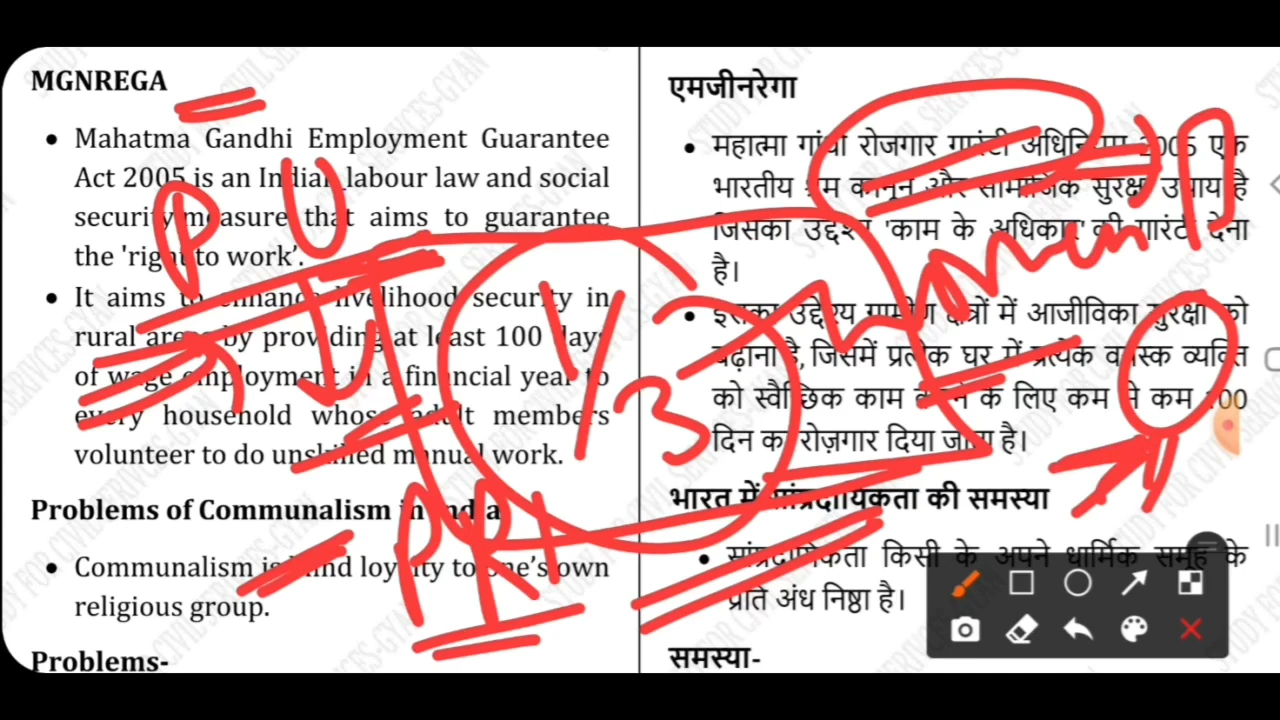 MGNREGA
• Mahatma Gandhi Employment Guarantee
Act 2005 is an Indian labour law and social
security measure that aims to guarantee
the 'right to work'.
• It aims to enhance livelihood security in
rural areas by providing at least 100 days
of wage employment in a financial year to
every household whose adult members
volunteer to do unskilled manual work.
Problems of Communalism in India
• Communalism is blind loyalty to one's own
religious group.
Problems-
एमजीनरेगा
• महात्मा गांधी रोजगार गारंटी अधिनियम 2005 एक
भारतीय श्रम कानून और सामाजिक सुरक्षा उपाय है
जिसका उद्देश्य 'काम के अधिकार' की गारंटी देना
है।
• इसका उद्देश्य ग्रामीण क्षेत्रों में आजीविका सुरक्षा को
बढ़ाना है, जिसमें प्रत्येक घर में प्रत्येक वयस्क व्यक्ति
को स्वैच्छिक काम करने के लिए कम से कम 100
दिन का रोज़गार दिया जाता है।
भारत में सांप्रदायिकता की समस्या
• सांप्रदायिकता किसी के अपने धार्मिक समूह के
प्रति अंध निष्ठा है।
समस्या-
P U
1/3
PRI